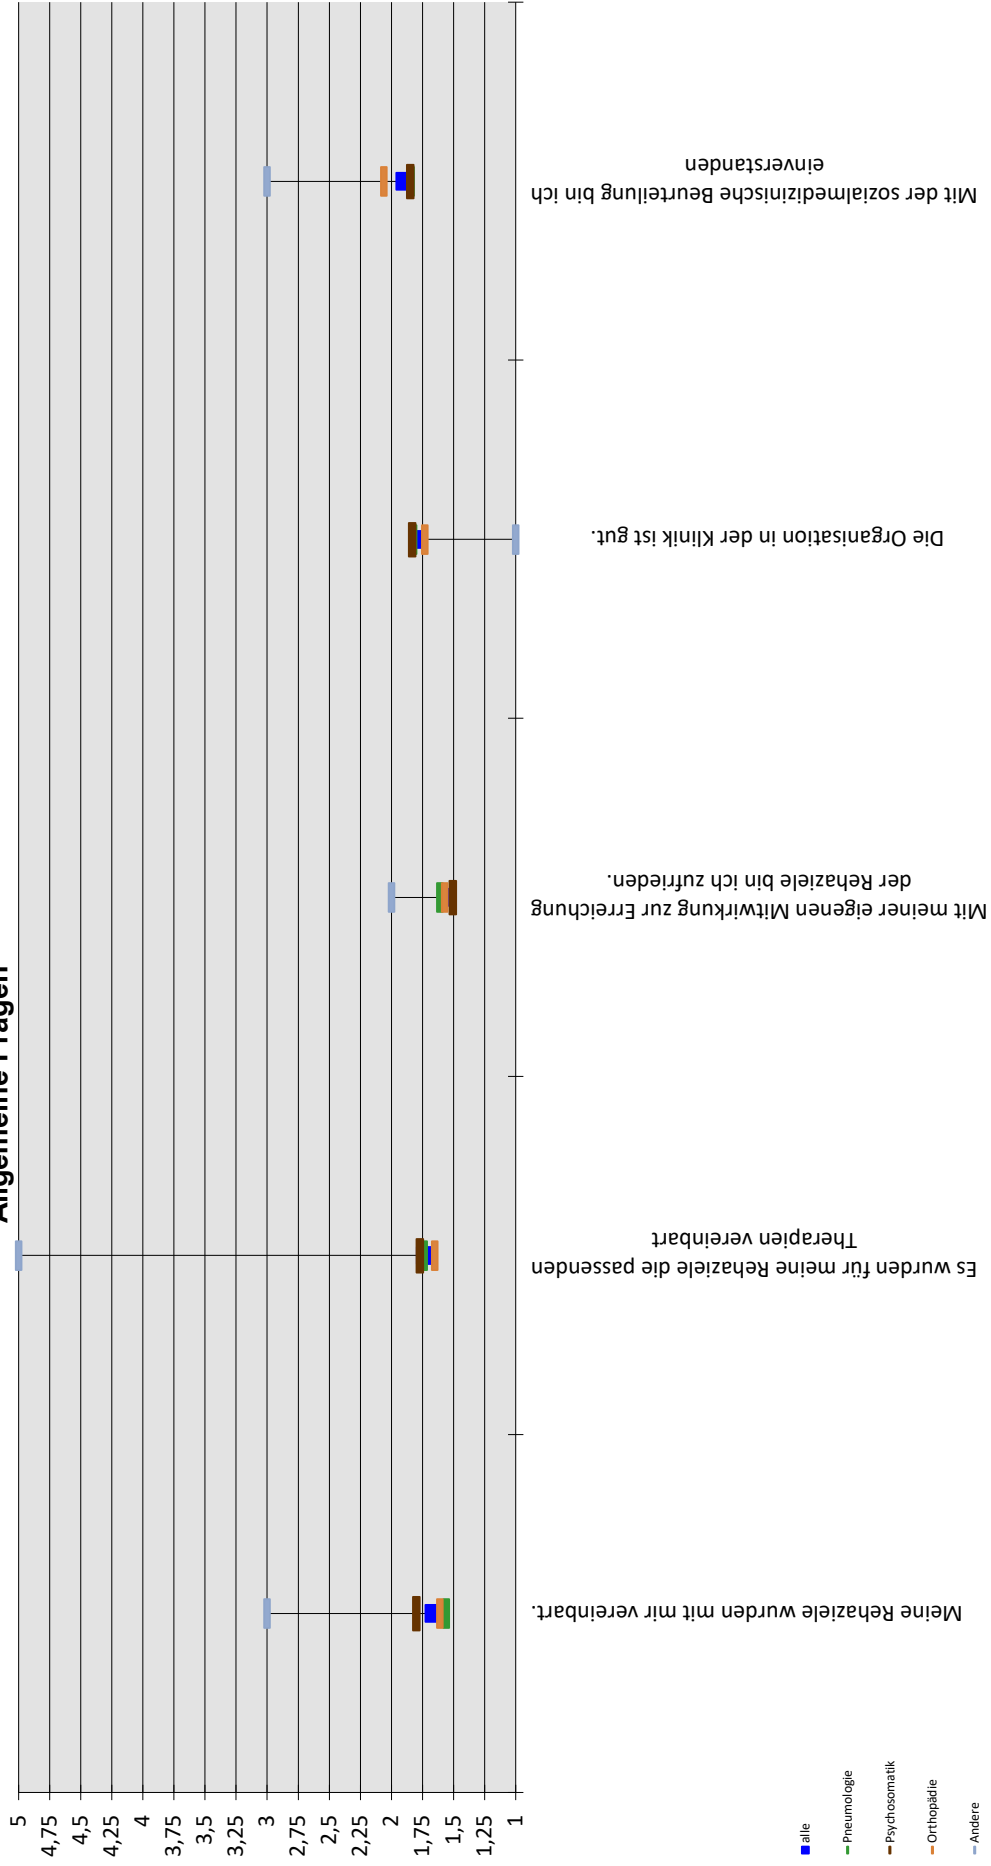 Allgemeine Fragen
5
4,75
4,5
4,25
4
3,75
3,5
3,25
3
2,75
2,5
2,25
2
1,75
1,5
1,25
1
Meine Rehaziele wurden mit mir vereinbart.
Es wurden für meine Rehaziele die passenden
Therapien vereinbart
Mit meiner eigenen Mitwirkung zur Erreichung
der Rehaziele bin ich zufrieden.
Die Organisation in der Klinik ist gut.
Mit der sozialmedizinische Beurteilung bin ich
einverstanden
alle
Pneumologie
Psychosomatik
Orthopädie
Andere